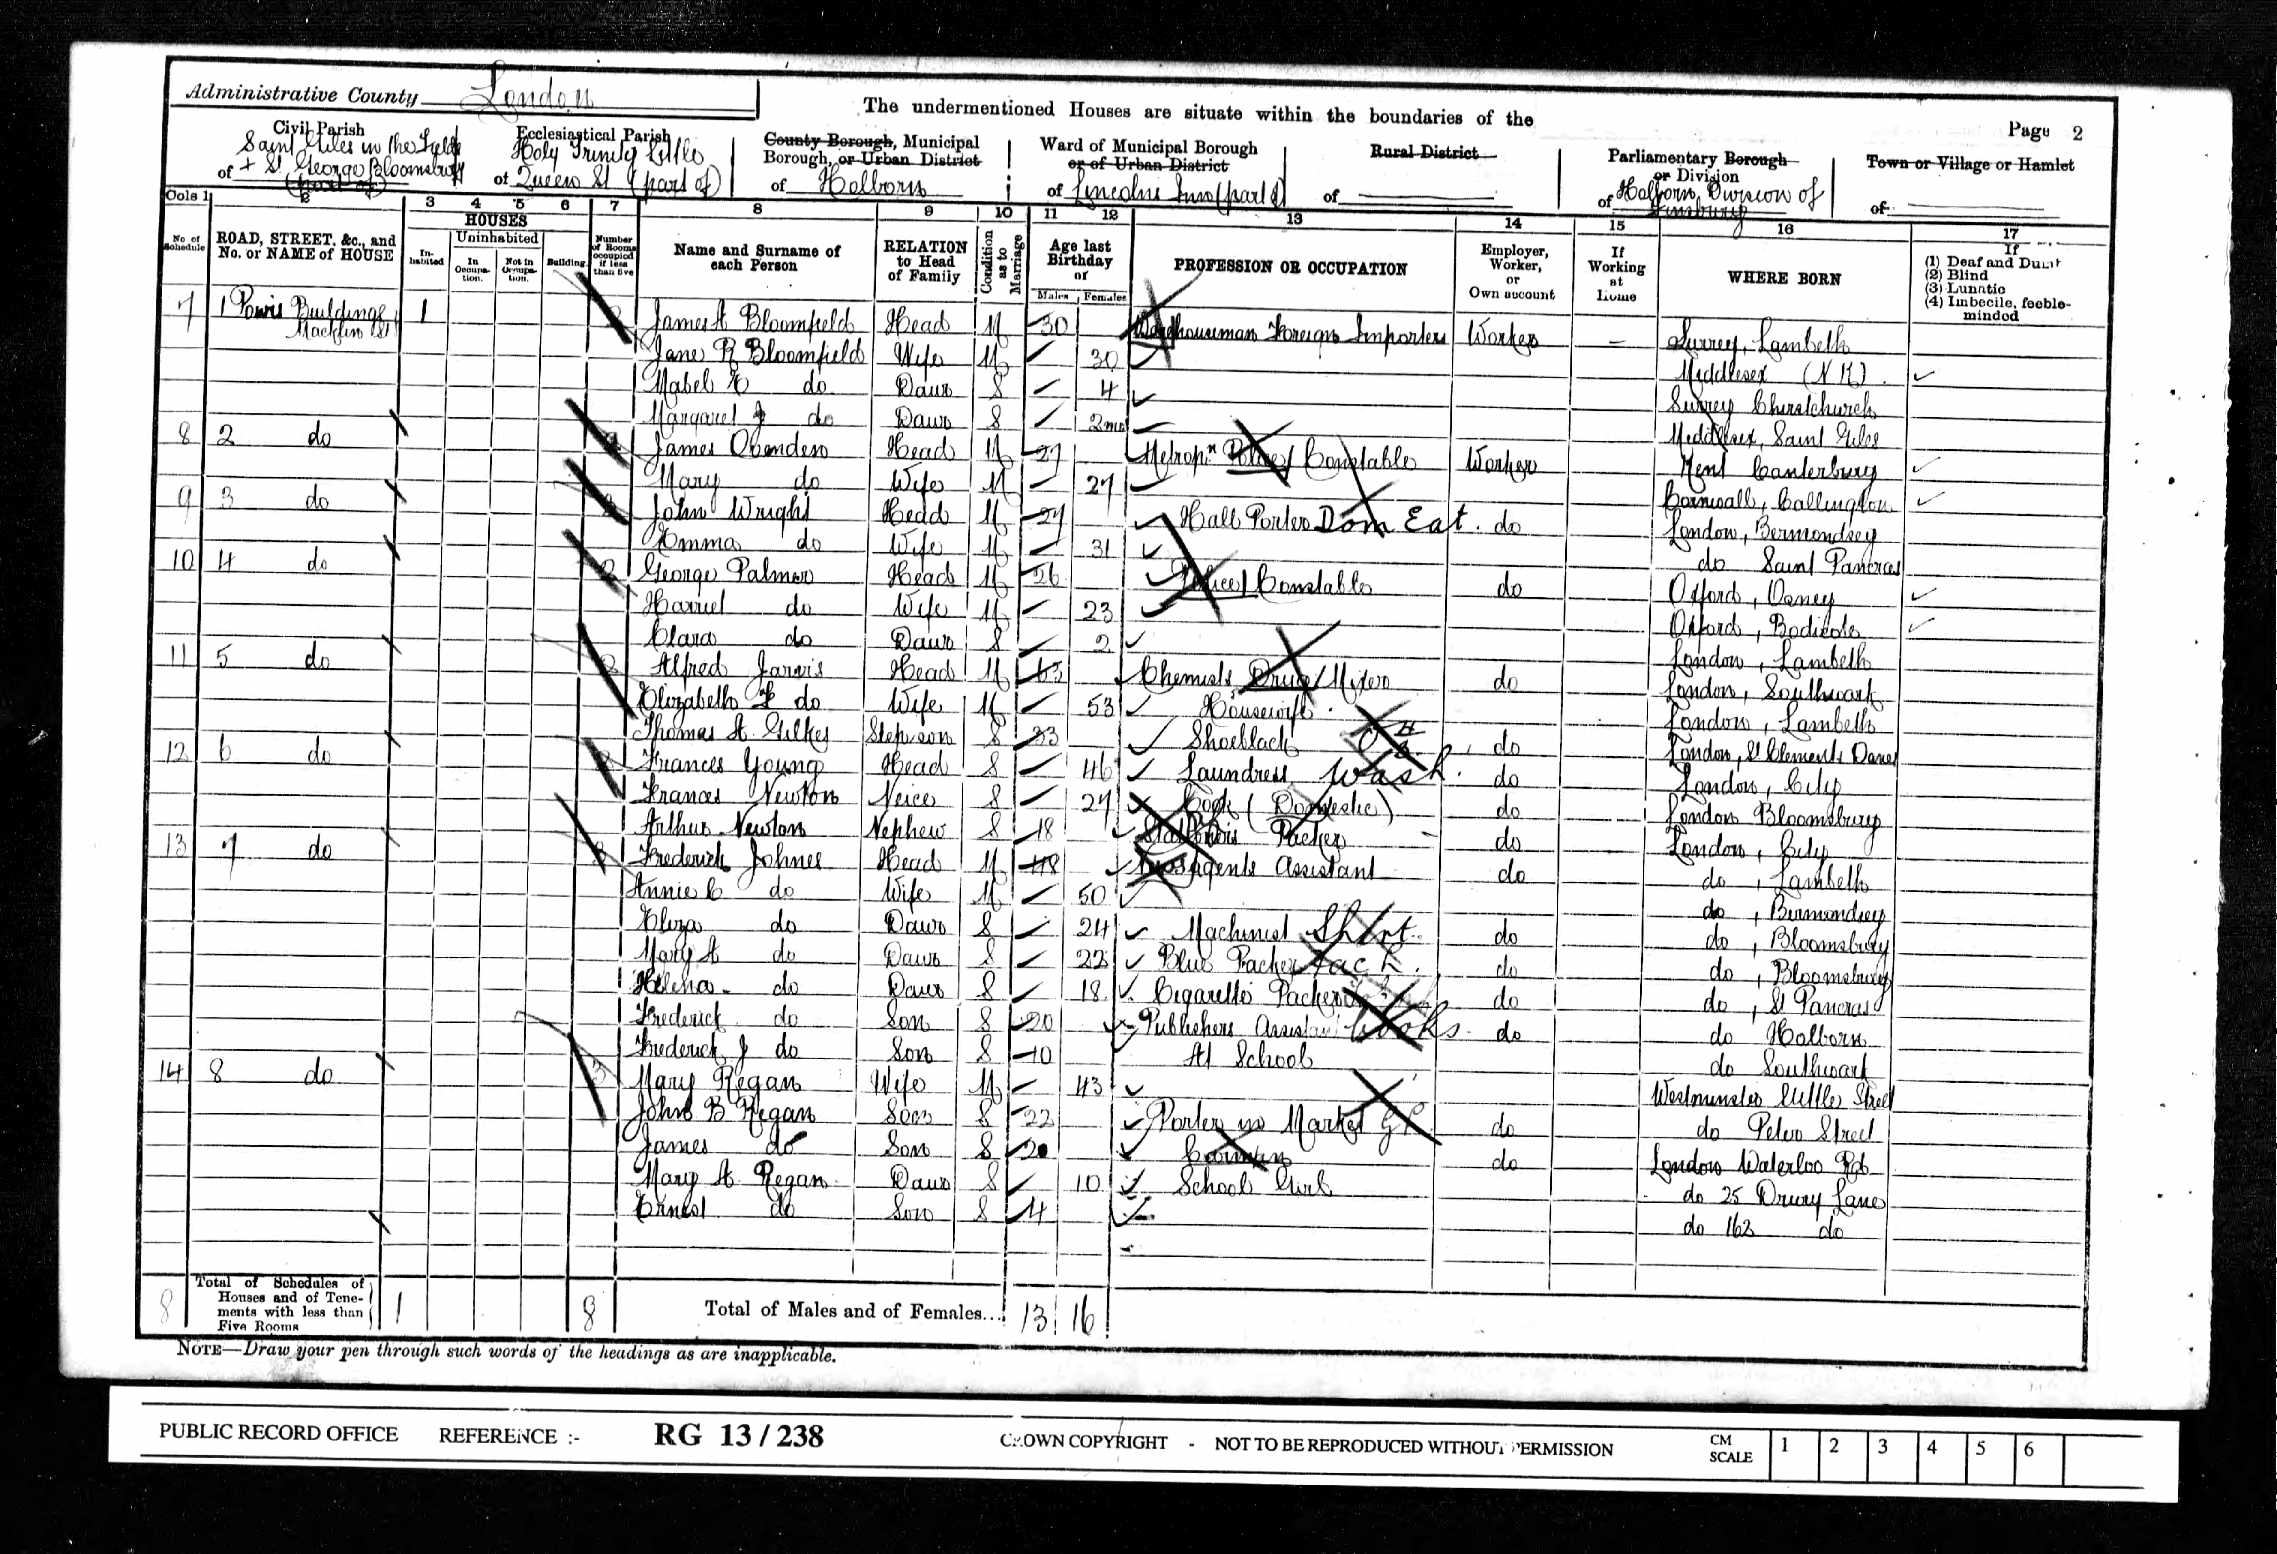 Administrative County London
The undermentioned Houses are situate within the boundaries of the
Page 2
Civil Parish
of Saint Giles in the Fields
+ St George Bloomsbury
(part of)
Ecclesiastical Parish
of Holy Trinity Little
Queen St (part of)
County Borough, Municipal
Borough, or Urban District
of Holborn
Ward of Municipal Borough
or of Urban District
of Lincolns Inn (part of)
Rural District
of
Parliamentary Borough
or Division
of Holborn Division of
Finsbury
Town or Village or Hamlet
of
Cols 1 2 3 4 5 6 7 8 9 10 11 12 13 14 15 16 17
No. of Schedule
ROAD, STREET, &c., and No. or NAME of HOUSE
HOUSES
Inhabited
Uninhabited
In Occupation.
Not in Occupation.
Building.
Number of Rooms occupied if less than five
Name and Surname of each Person
RELATION to Head of Family
Condition as to Marriage
Age last Birthday of
Males Females
PROFESSION OR OCCUPATION
Employer, Worker, or Own account
If Working at Home
WHERE BORN
If
(1) Deaf and Dumb
(2) Blind
(3) Lunatic
(4) Imbecile, feeble-minded
7 1 Powis Buildings Macklin St 1 James A Bloomfield Head M 30 Warehouseman Foreign Importers Worker – Surrey, Lambeth
Jane R Bloomfield Wife M 30 Middlesex (N K)
Mabel E do Daur S 4 Surrey Christchurch
Margaret J do Daur S 2 mo Middlesex, Saint Giles
8 2 do James Obenden Head M 27 Metropn Police Constable Worker Kent Canterbury
Mary do Wife M 27 Cornwall, Callington
9 3 do John Wright Head M 29 Hall Porter Dom Eat. do London, Bermondsey
Emma do Wife M 31 do Saint Pancras
10 4 do George Palmer Head M 26 Police Constable do Oxford, Osney
Harriet do Wife M 23 Oxford, Bodicote
Clara do Daur S 2 London, Lambeth
11 5 do Alfred Jarvis Head M 63 Chemists Drug Mixer do London, Southwark
Elizabeth F do Wife M 53 Housewife London, Lambeth
Thomas A. Gilkes Stepson S 23 Shoeblack do London, St Clements Danes
12 6 do Frances Young Head S 46 Laundress Wash. do London, City
Frances Newton Neice S 27 Cook (Domestic) do London Bloomsbury
Arthur Newton Nephew S 18 Stationers Packer do London, City
13 7 do Frederick Johnes Head M 48 Newsagents Assistant do do, Lambeth
Annie C do Wife M 50 do, Bermondsey
Eliza do Daur S 24 Machinist Shirt do do, Bloomsbury
Mary A do Daur S 22 Blue Packer Fact. do do, Bloomsbury
Helena do Daur S 18 Cigarette Packer do do, St Pancras
Frederick do Son S 20 Publishers Assistant Books do do Holborn
Frederick J do Son S 10 At School do Southwark
14 8 do 3 Mary Regan Wife M 43 Westminster Street
John B Regan Son S 22 Porter in Market do do Peter Street
James do Son S 20 Carman do London Waterloo Rd
Mary A Regan Daur S 10 School Girl do 25 Drury Lane
Ernest do Son S 4 do 162 do
8 Total of Schedules of Houses and of Tenements with less than Five Rooms 1 8 Total of Males and of Females... 13 16
NOTE—Draw your pen through such words of the headings as are inapplicable.
PUBLIC RECORD OFFICE REFERENCE :- RG 13/238 CROWN COPYRIGHT - NOT TO BE REPRODUCED WITHOUT PERMISSION CM SCALE 1 2 3 4 5 6